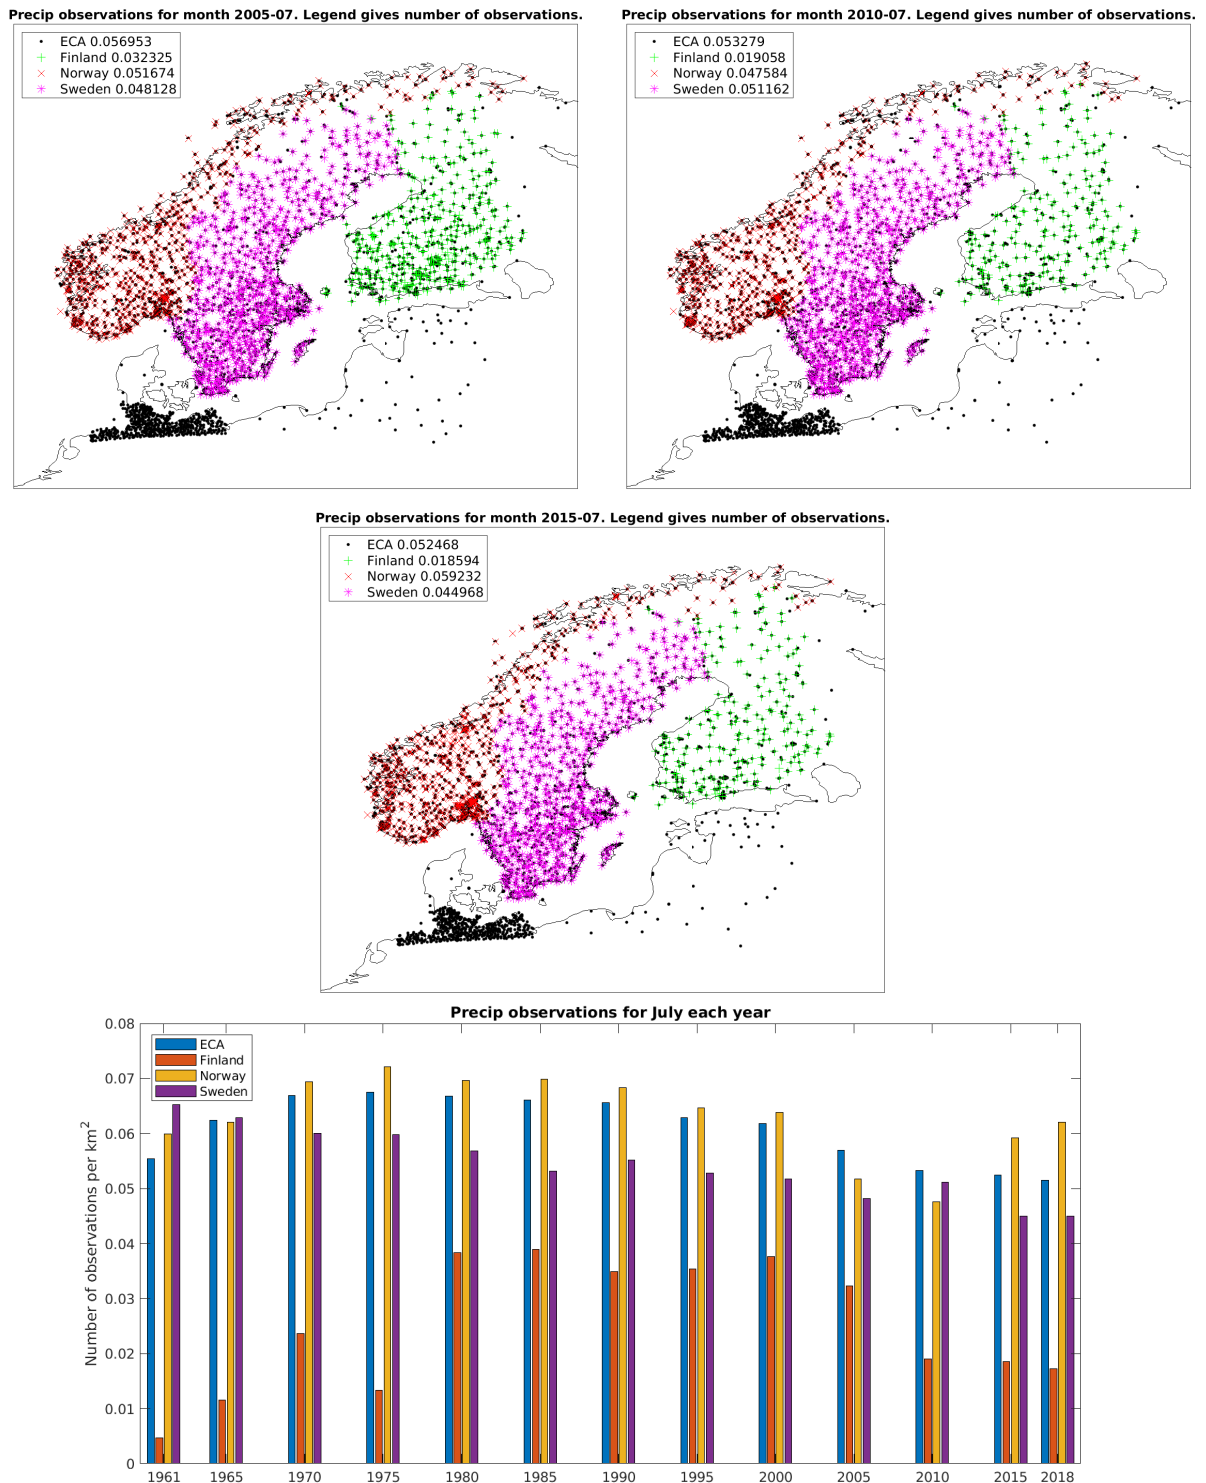 Precip observations for month 2005-07. Legend gives number of observations.
ECA 0.056953
Finland 0.032325
Norway 0.051674
Sweden 0.048128
Precip observations for month 2010-07. Legend gives number of observations.
ECA 0.053279
Finland 0.019058
Norway 0.047584
Sweden 0.051162
Precip observations for month 2015-07. Legend gives number of observations.
ECA 0.052468
Finland 0.018594
Norway 0.059232
Sweden 0.044968
Precip observations for July each year
ECA
Finland
Norway
Sweden
Number of observations per km2
0.08
0.07
0.06
0.05
0.04
0.03
0.02
0.01
0
1961 1965 1970 1975 1980 1985 1990 1995 2000 2005 2010 2015 2018